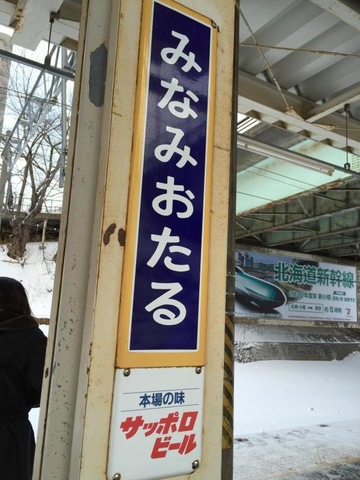 みなみおたる
本場の味
サッポロ
ビール
北海道新幹線